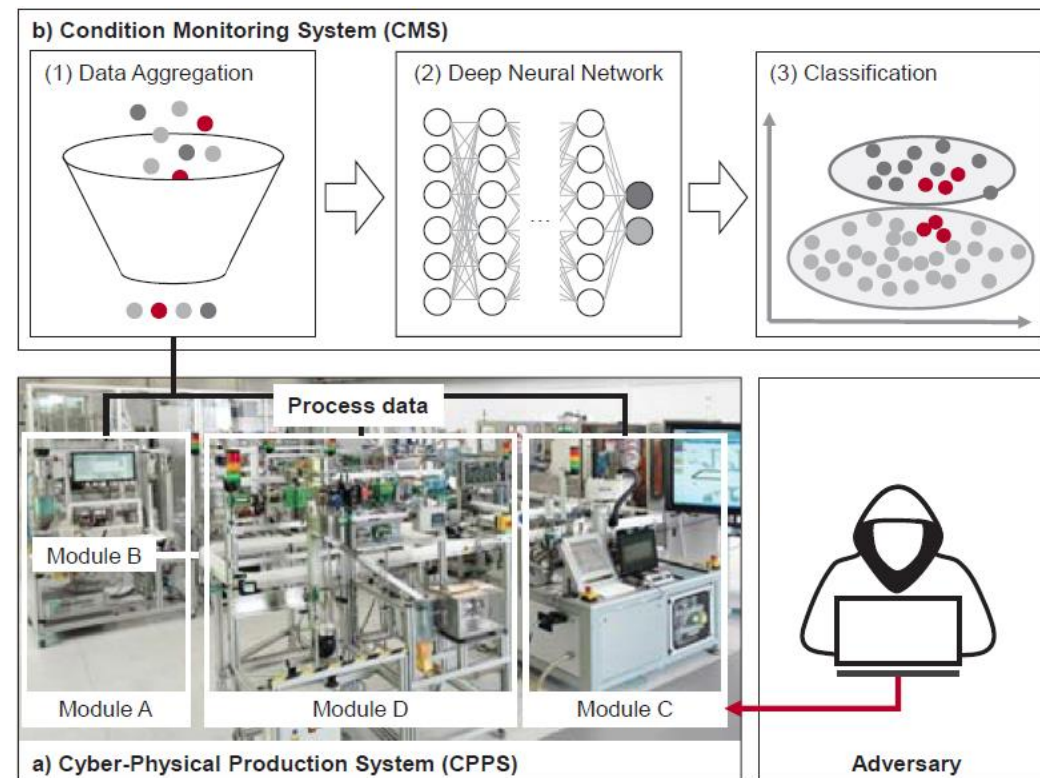 b) Condition Monitoring System (CMS)
(1) Data Aggregation
(2) Deep Neural Network
(3) Classification
...
Process data
Module B
Module A
Module D
Module C
a) Cyber-Physical Production System (CPPS)
Adversary